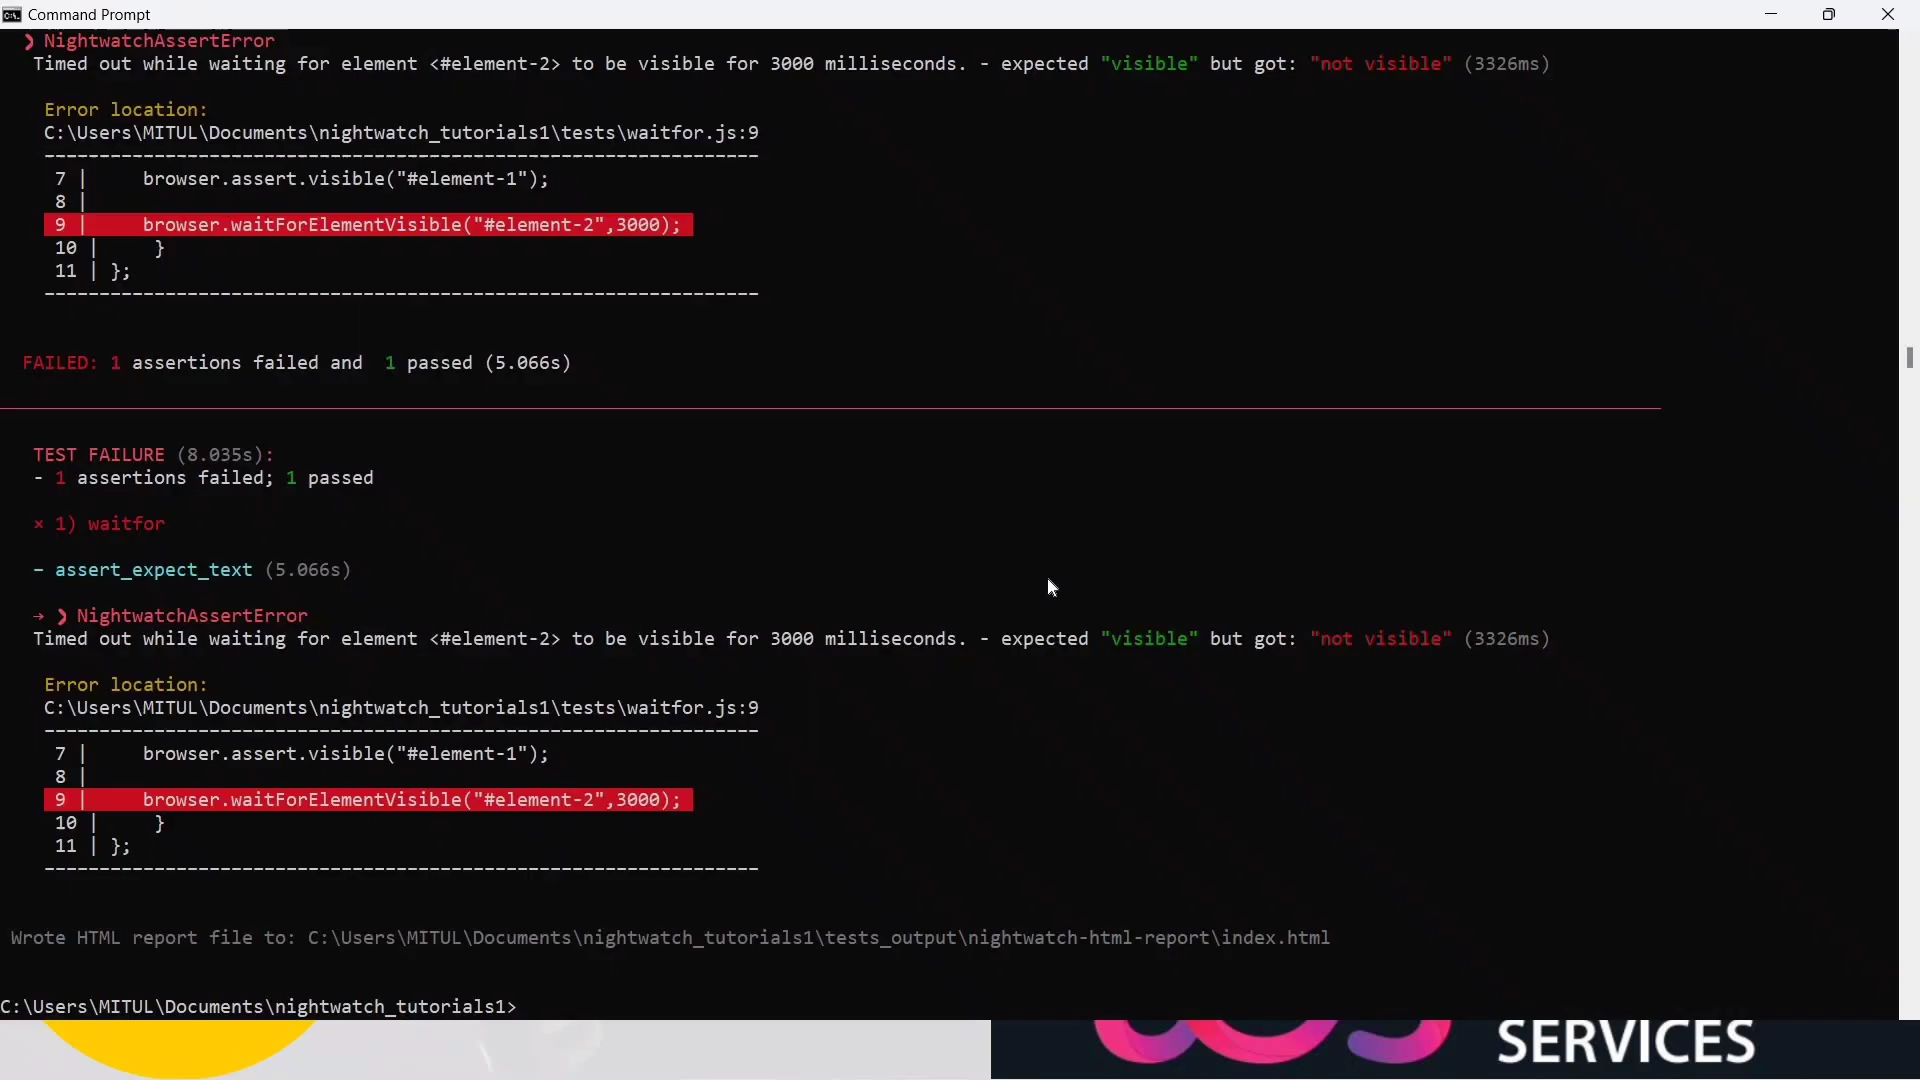 Command Prompt
❯ NightwatchAssertError
Timed out while waiting for element <#element-2> to be visible for 3000 milliseconds. - expected "visible" but got: "not visible" (3326ms)
Error location:
C:\Users\MITUL\Documents\nightwatch_tutorials1\tests\waitfor.js:9
-----------------------------------------------------------------
7 |     browser.assert.visible("#element-1");
8 |
9 |     browser.waitForElementVisible("#element-2",3000);
10 |     }
11 | };
-----------------------------------------------------------------
FAILED: 1 assertions failed and  1 passed (5.066s)
TEST FAILURE (8.035s):
- 1 assertions failed; 1 passed
× 1) waitfor
– assert_expect_text (5.066s)
→ ❯ NightwatchAssertError
Timed out while waiting for element <#element-2> to be visible for 3000 milliseconds. - expected "visible" but got: "not visible" (3326ms)
Error location:
C:\Users\MITUL\Documents\nightwatch_tutorials1\tests\waitfor.js:9
-----------------------------------------------------------------
7 |     browser.assert.visible("#element-1");
8 |
9 |     browser.waitForElementVisible("#element-2",3000);
10 |     }
11 | };
-----------------------------------------------------------------
Wrote HTML report file to: C:\Users\MITUL\Documents\nightwatch_tutorials1\tests_output\nightwatch-html-report\index.html
C:\Users\MITUL\Documents\nightwatch_tutorials1>
SERVICES